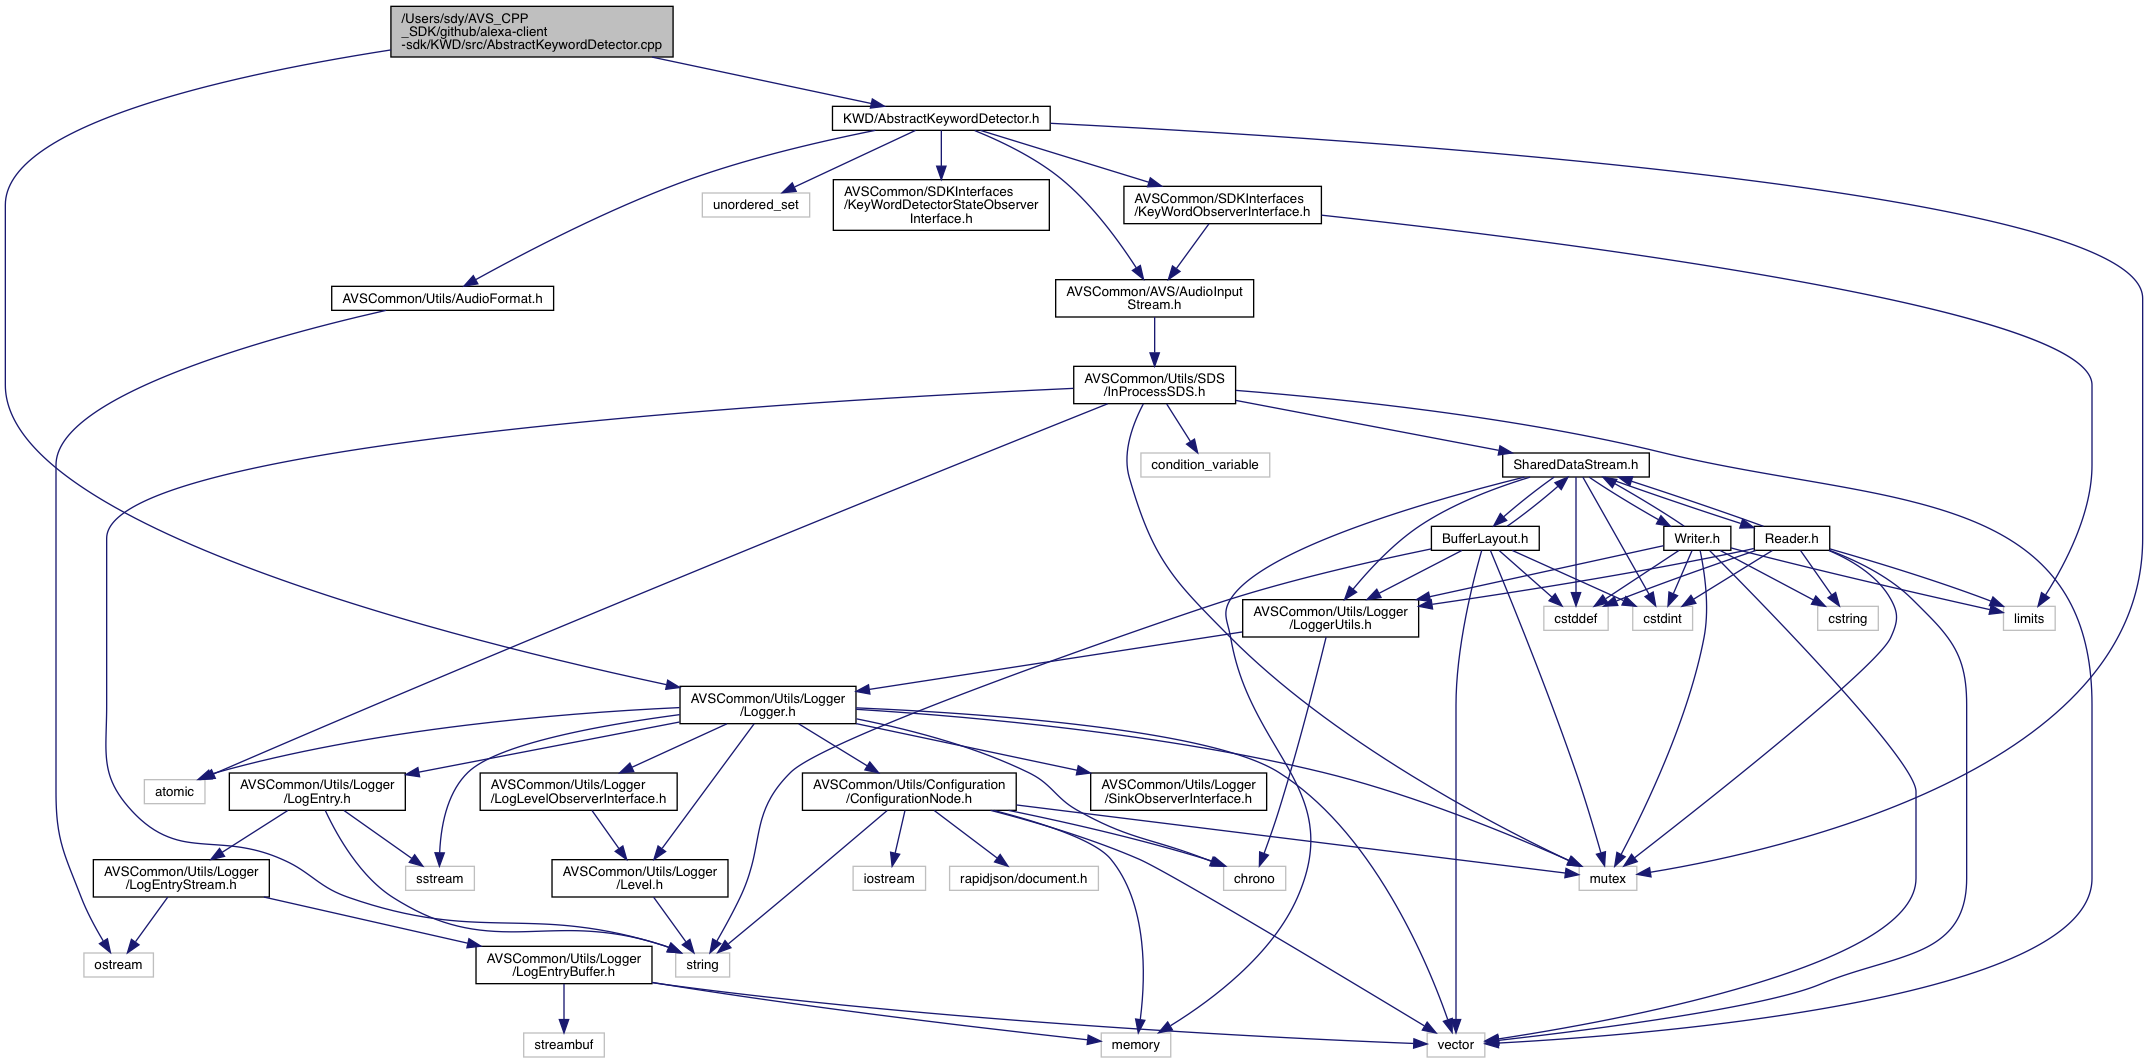 /Users/sdy/AVS_CPP
_SDK/github/alexa-client
-sdk/KWD/src/AbstractKeywordDetector.cpp
KWD/AbstractKeywordDetector.h
unordered_set
AVSCommon/SDKInterfaces
/KeyWordDetectorStateObserver
Interface.h
AVSCommon/SDKInterfaces
/KeyWordObserverInterface.h
AVSCommon/Utils/AudioFormat.h
AVSCommon/AVS/AudioInput
Stream.h
AVSCommon/Utils/SDS
/InProcessSDS.h
condition_variable
SharedDataStream.h
BufferLayout.h
Writer.h
Reader.h
AVSCommon/Utils/Logger
/LoggerUtils.h
cstddef
cstdint
cstring
limits
AVSCommon/Utils/Logger
/Logger.h
atomic
AVSCommon/Utils/Logger
/LogEntry.h
AVSCommon/Utils/Logger
/LogLevelObserverInterface.h
AVSCommon/Utils/Configuration
/ConfigurationNode.h
AVSCommon/Utils/Logger
/SinkObserverInterface.h
AVSCommon/Utils/Logger
/LogEntryStream.h
sstream
AVSCommon/Utils/Logger
/Level.h
iostream
rapidjson/document.h
chrono
mutex
ostream
AVSCommon/Utils/Logger
/LogEntryBuffer.h
string
streambuf
memory
vector